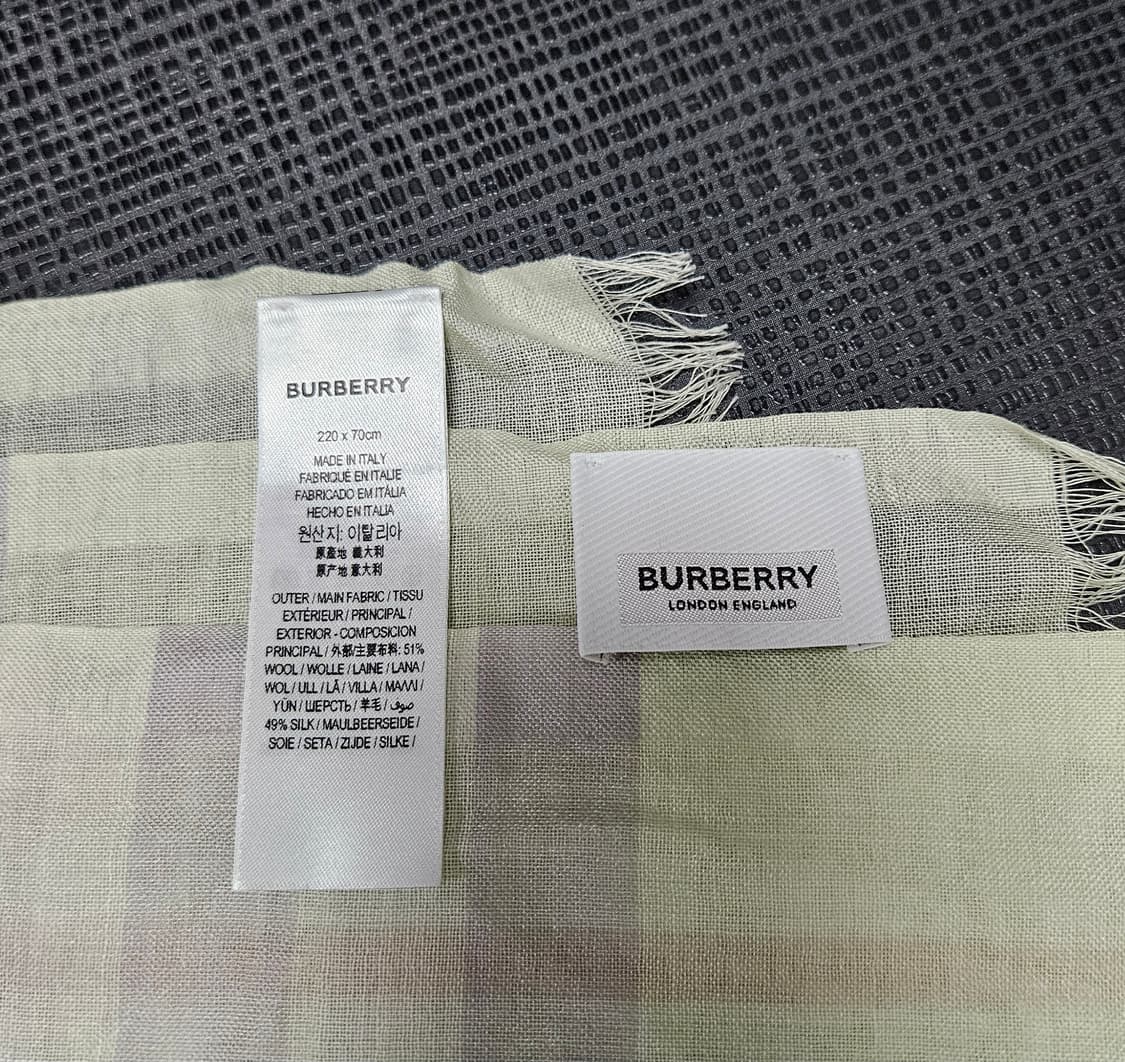 BURBERRY
220 x 70cm
MADE IN ITALY
FABRIQUÉ EN ITALIE
FABRICADO EM ITÁLIA
HECHO EN ITALIA
원산지: 이탈리아
原產地 義大利
原产地 意大利
OUTER / MAIN FABRIC / TISSU
EXTÉRIEUR / PRINCIPAL /
EXTERIOR - COMPOSICION
PRINCIPAL / 外部/主要布料: 51%
WOOL / WOLLE / LAINE / LANA /
WOL / ULL / LÃ / VILLA / ΜΑΛΛΙ /
YÜN / ШЕРСТЬ / 羊毛 / صوف
49% SILK / MAULBEERSEIDE /
SOIE / SETA / ZIJDE / SILKE /
BURBERRY
LONDON ENGLAND